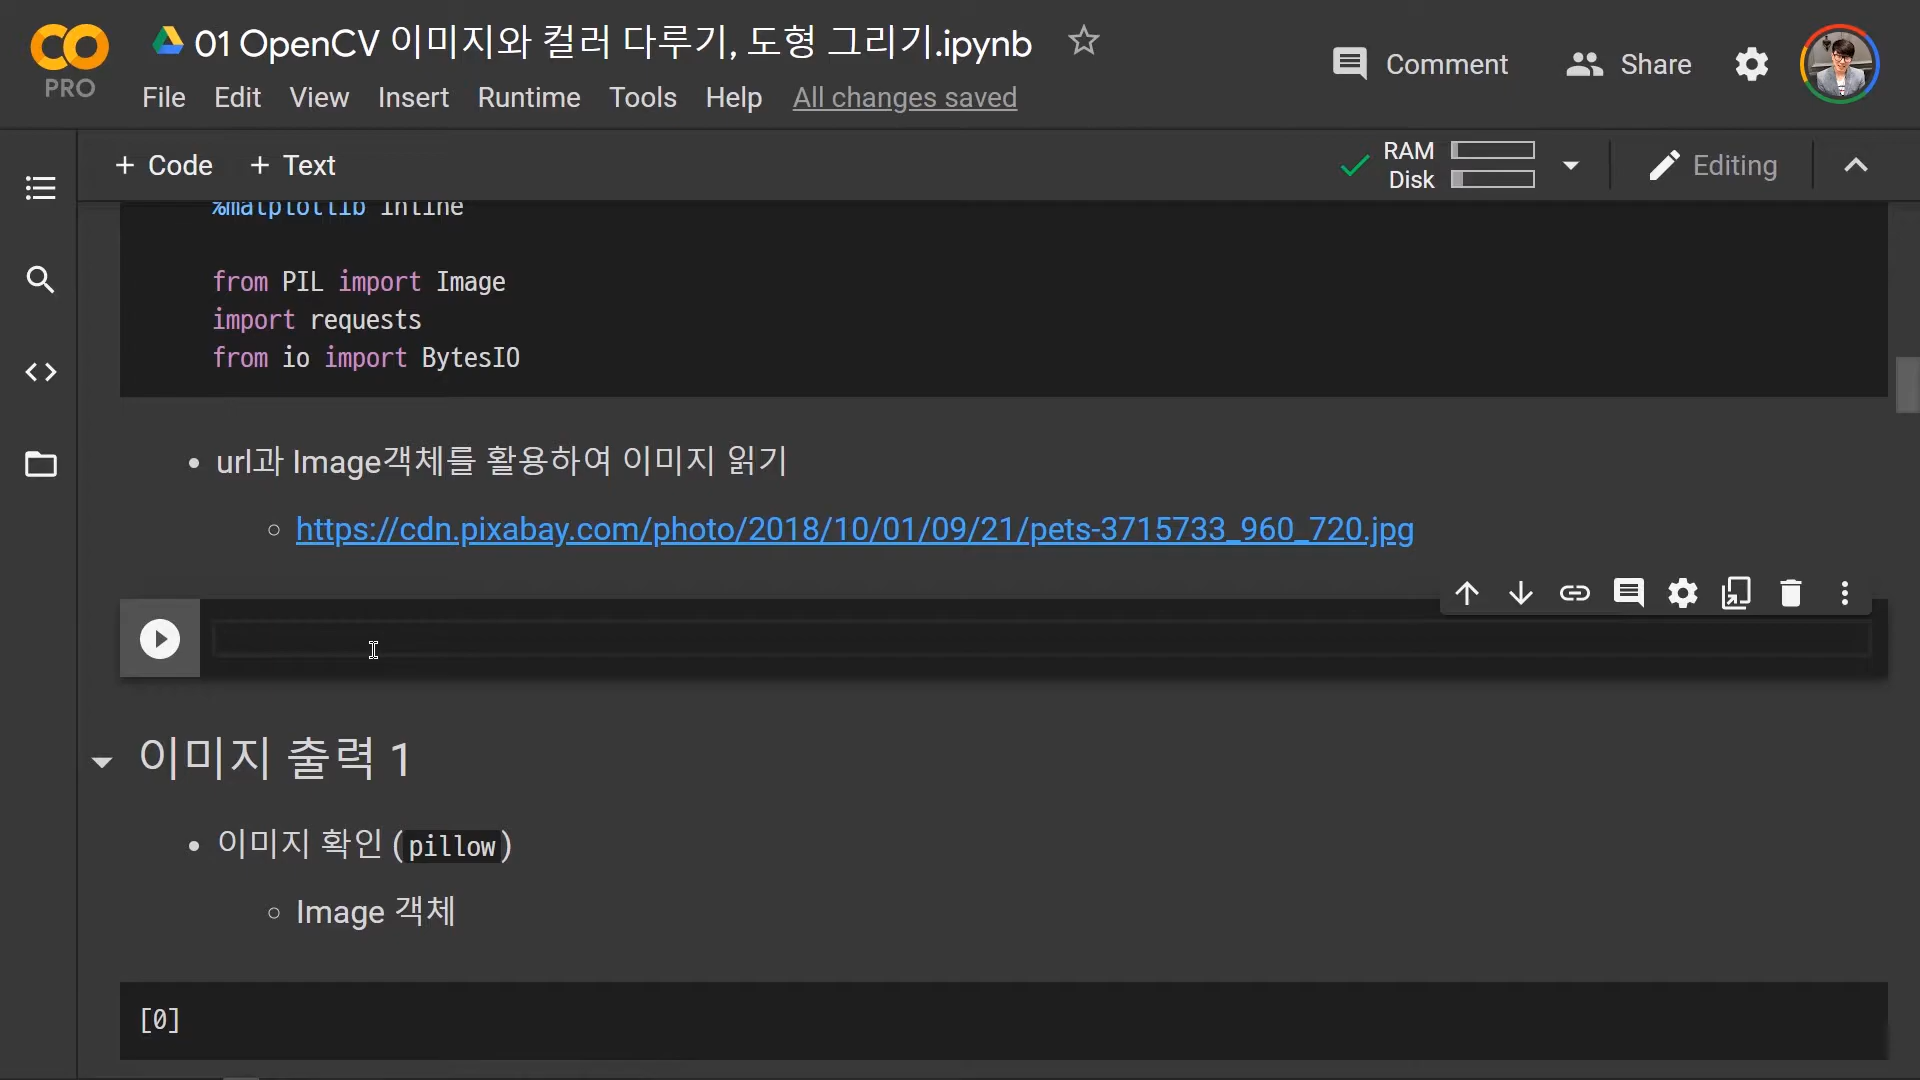 01 OpenCV 이미지와 컬러 다루기, 도형 그리기.ipynb
Comment
Share
PRO
File Edit View Insert Runtime Tools Help All changes saved
+ Code + Text
RAM
Disk
Editing
%matplotlib inline
from PIL import Image
import requests
from io import BytesIO
• url과 Image객체를 활용하여 이미지 읽기
○ https://cdn.pixabay.com/photo/2018/10/01/09/21/pets-3715733_960_720.jpg
이미지 출력 1
• 이미지 확인 (pillow)
○ Image 객체
[0]